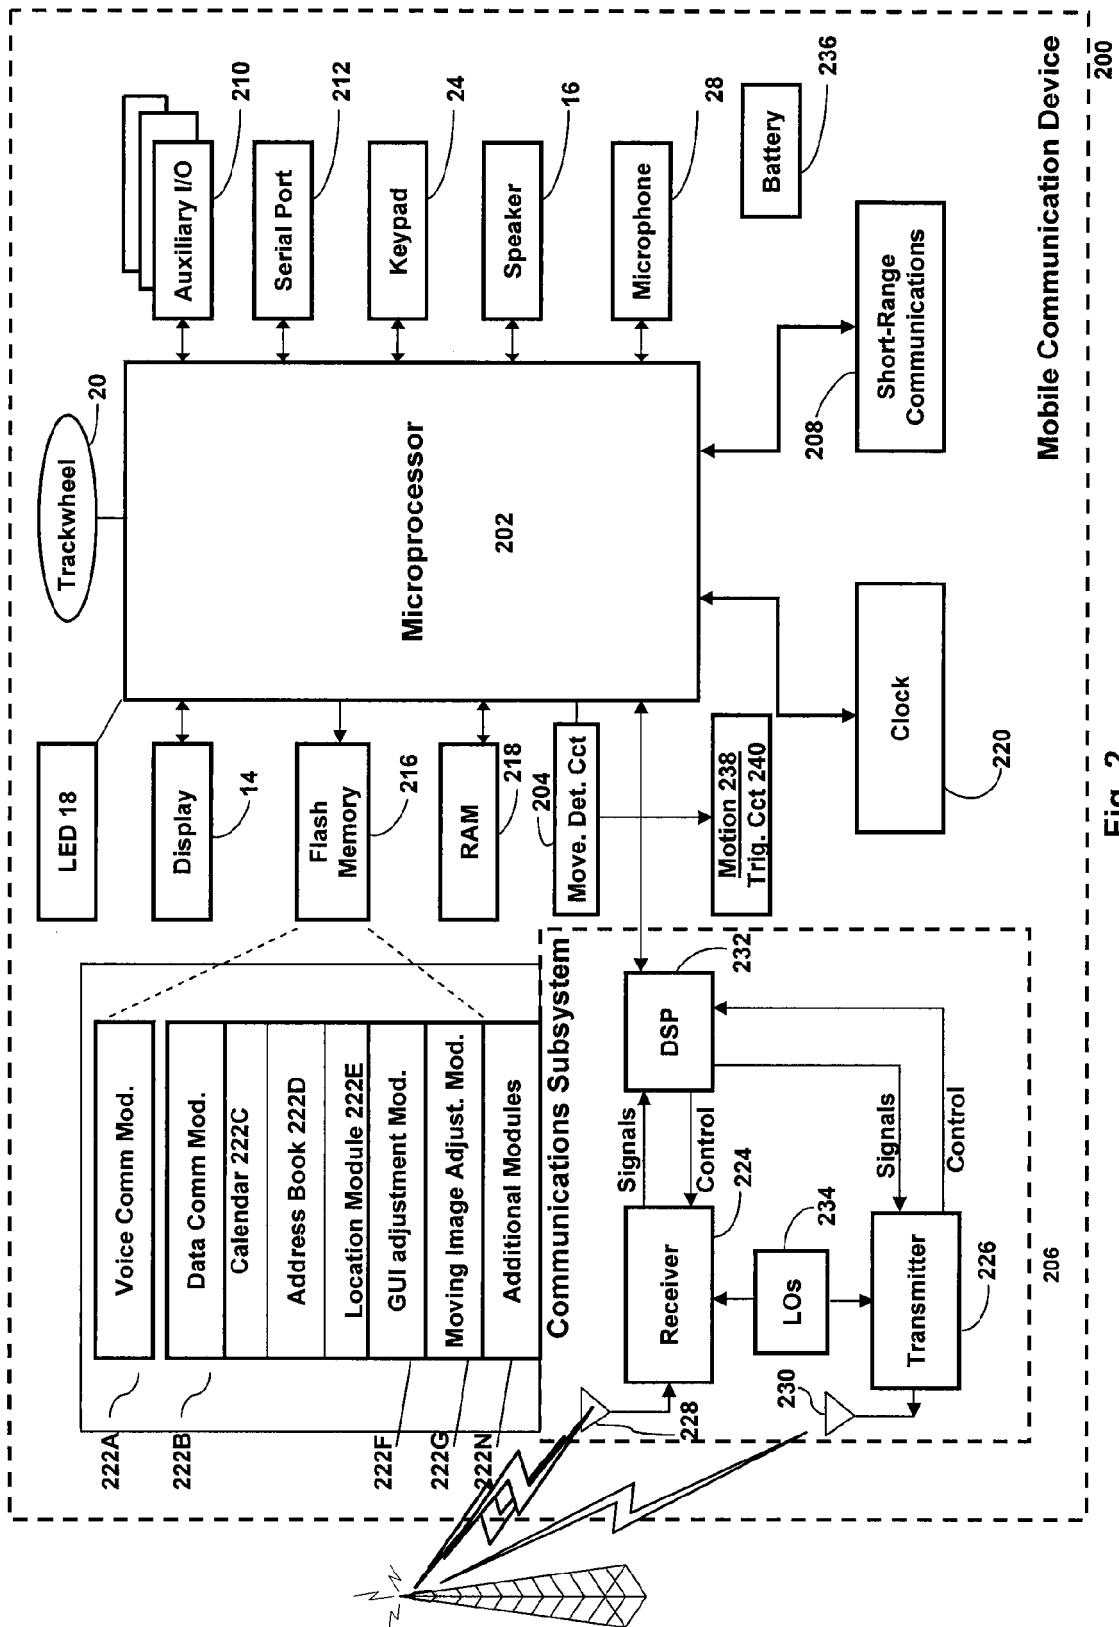 Trackwheel
20
LED 18
Display
14
Flash
Memory
216
RAM
218
204
Move. Det. Cct
Motion 238
Trig. Cct 240
Microprocessor
202
Auxiliary I/O
210
Serial Port
212
Keypad
24
Speaker
16
Microphone
28
Battery
236
Short-Range
Communications
208
Clock
220
Voice Comm Mod.
Data Comm Mod.
Calendar 222C
Address Book 222D
Location Module 222E
GUI adjustment Mod.
Moving Image Adjust. Mod.
Additional Modules
222A
222B
222F
222G
222N
Communications Subsystem
DSP
232
Signals
Control
Receiver
224
Signals
Control
LOs
234
Transmitter
226
228
230
206
Mobile Communication Device
200
Fig. 2